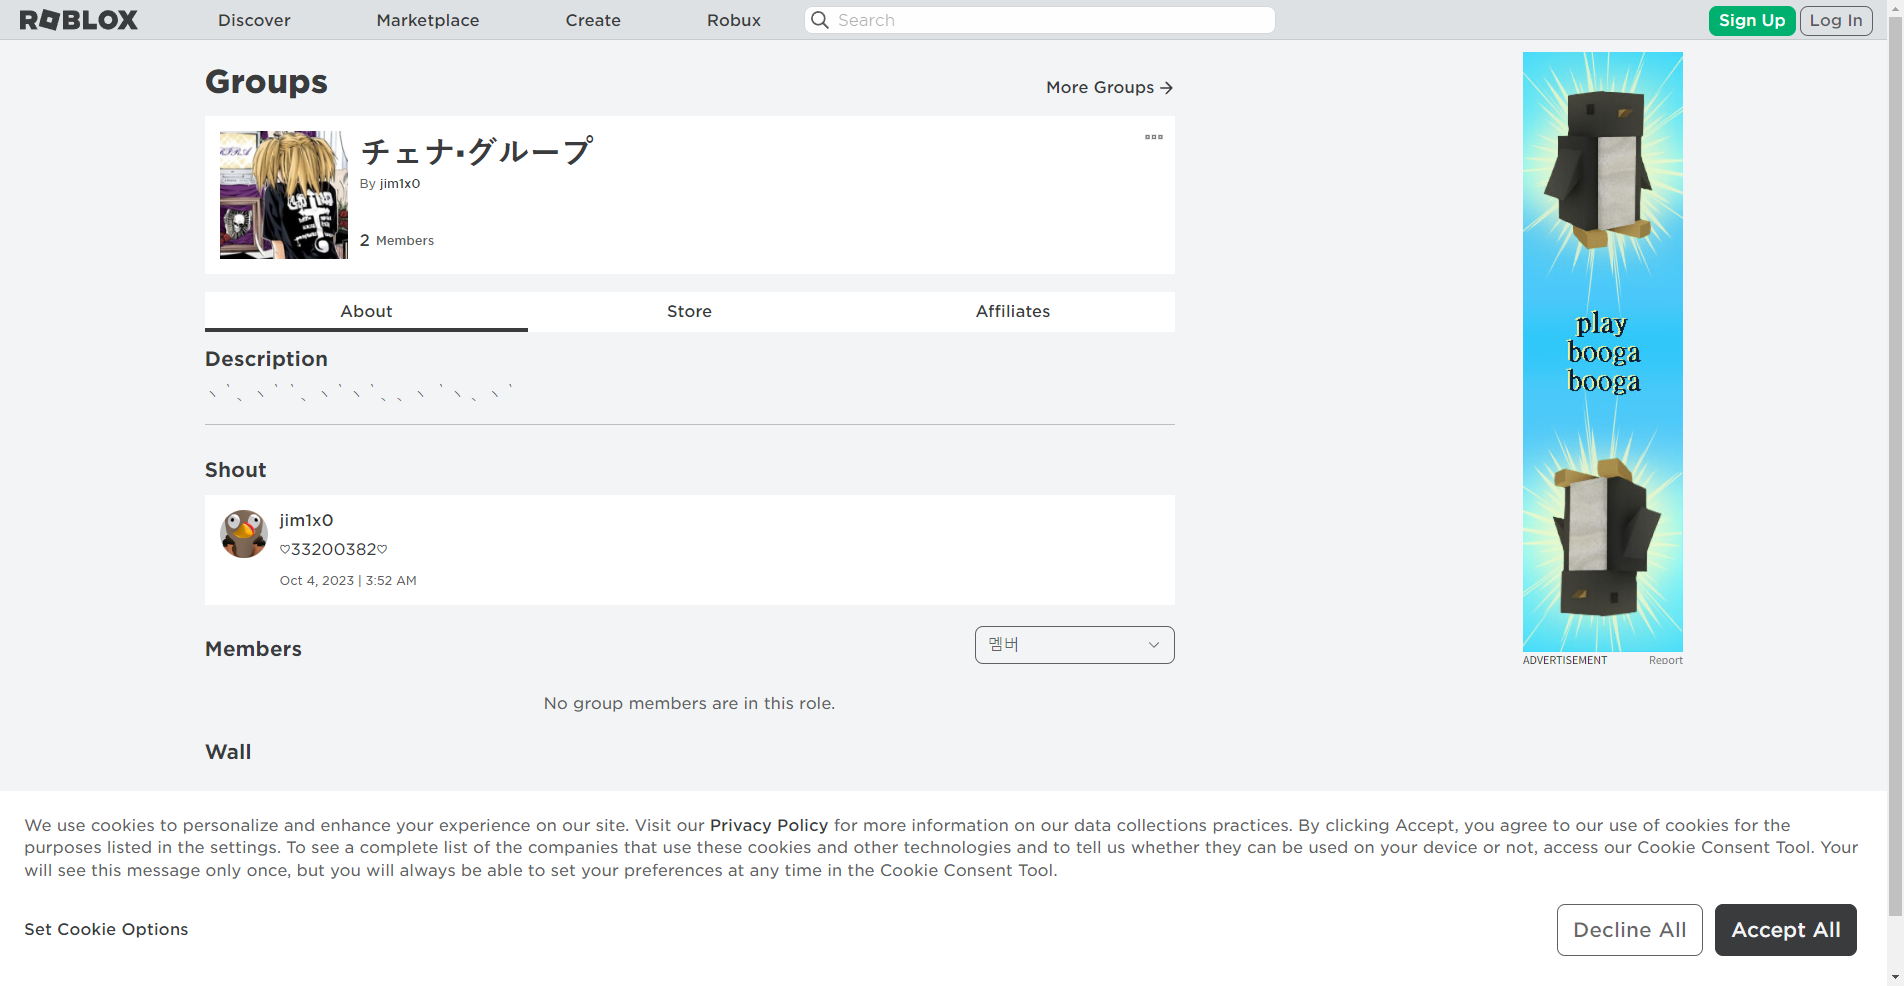 ROBLOX
Discover
Marketplace
Create
Robux
Search
Sign Up
Log In
Groups
More Groups →
チェナ▪グループ
By jim1x0
2 Members
About
Store
Affiliates
Description
Shout
jim1x0
♡33200382♡
Oct 4, 2023 | 3:52 AM
Members
멤버
No group members are in this role.
Wall
play
booga
booga
ADVERTISEMENT
Report
We use cookies to personalize and enhance your experience on our site. Visit our Privacy Policy for more information on our data collections practices. By clicking Accept, you agree to our use of cookies for the
purposes listed in the settings. To see a complete list of the companies that use these cookies and other technologies and to tell us whether they can be used on your device or not, access our Cookie Consent Tool. Your
will see this message only once, but you will always be able to set your preferences at any time in the Cookie Consent Tool.
Set Cookie Options
Decline All
Accept All